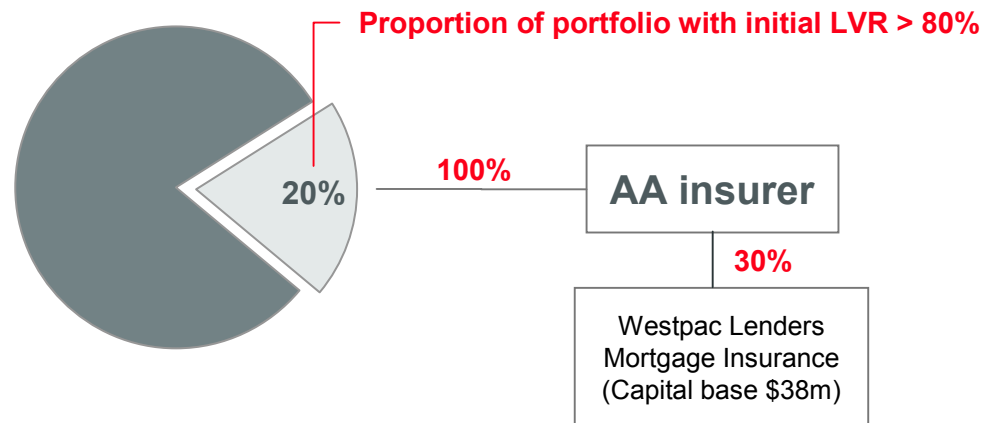 Proportion of portfolio with initial LVR > 80%
20%
100%
AA insurer
30%
Westpac Lenders
Mortgage Insurance
(Capital base $38m)